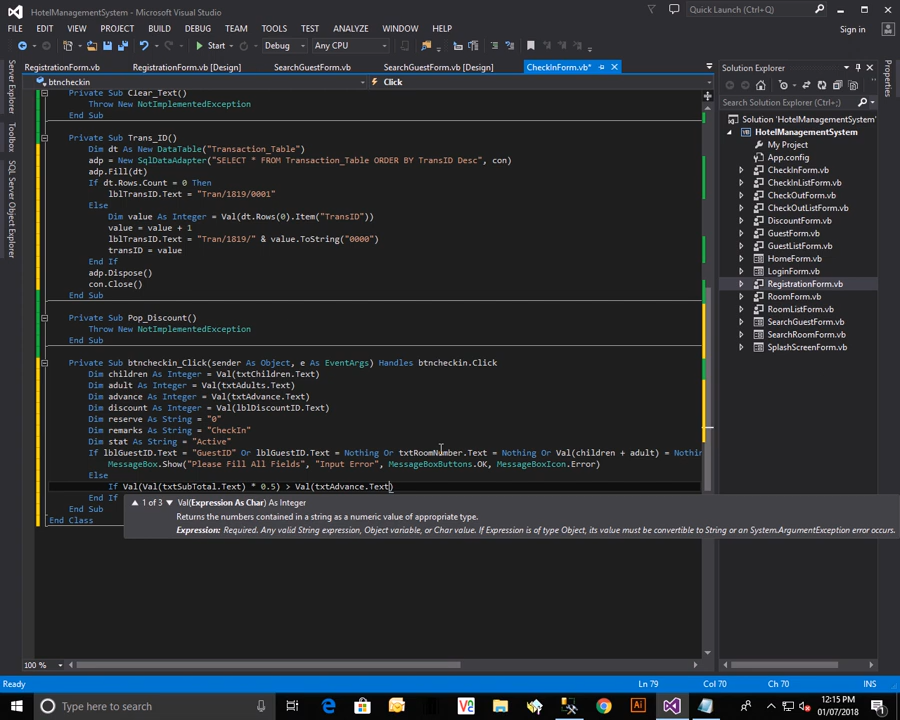 HotelManagementSystem - Microsoft Visual Studio
Quick Launch (Ctrl+;)
FILE EDIT VIEW PROJECT BUILD DEBUG TEAM TOOLS TEST ANALYZE WINDOW HELP
Sign in
Start Debug Any CPU
RegistrationForm.vb RegistrationForm.vb [Design] SearchGuestForm.vb SearchGuestForm.vb [Design] CheckInForm.vb*
btncheckin Click
Server Explorer
Toolbox
SQL Server Object Explorer
Private Sub Clear_Text()
Throw New NotImplementedException
End Sub
Private Sub Trans_ID()
Dim dt As New DataTable("Transaction_Table")
adp = New SqlDataAdapter("SELECT * FROM Transaction_Table ORDER BY TransID Desc", con)
adp.Fill(dt)
If dt.Rows.Count = 0 Then
lblTransID.Text = "Tran/1819/0001"
Else
Dim value As Integer = Val(dt.Rows(0).Item("TransID"))
value = value + 1
lblTransID.Text = "Tran/1819/" & value.ToString("0000")
transID = value
End If
adp.Dispose()
con.Close()
End Sub
Private Sub Pop_Discount()
Throw New NotImplementedException
End Sub
Private Sub btncheckin_Click(sender As Object, e As EventArgs) Handles btncheckin.Click
Dim children As Integer = Val(txtChildren.Text)
Dim adult As Integer = Val(txtAdults.Text)
Dim advance As Integer = Val(txtAdvance.Text)
Dim discount As Integer = Val(lblDiscountID.Text)
Dim reserve As String = "0"
Dim remarks As String = "CheckIn"
Dim stat As String = "Active"
If lblGuestID.Text = "GuestID" Or lblGuestID.Text = Nothing Or txtRoomNumber.Text = Nothing Or Val(children + adult) = Nothin
MessageBox.Show("Please Fill All Fields", "Input Error", MessageBoxButtons.OK, MessageBoxIcon.Error)
Else
If Val(Val(txtSubTotal.Text) * 0.5) > Val(txtAdvance.Text)
End If
End Sub
End Class
1 of 3 Val(Expression As Char) As Integer
Returns the numbers contained in a string as a numeric value of appropriate type.
Expression: Required. Any valid String expression, Object variable, or Char value. If Expression is of type Object, its value must be convertible to String or an System.ArgumentException error occurs.
100 %
Solution Explorer
Search Solution Explorer (Ctrl+;)
Solution 'HotelManagementSystem'
HotelManagementSystem
My Project
App.config
CheckInForm.vb
CheckInListForm.vb
CheckOutForm.vb
CheckOutListForm.vb
DiscountForm.vb
GuestForm.vb
GuestListForm.vb
HomeForm.vb
LoginForm.vb
RegistrationForm.vb
RoomForm.vb
RoomListForm.vb
SearchGuestForm.vb
SearchRoomForm.vb
SplashScreenForm.vb
Properties
Ready Ln 79 Col 70 Ch 70 INS
Type here to search
12:15 PM
01/07/2018